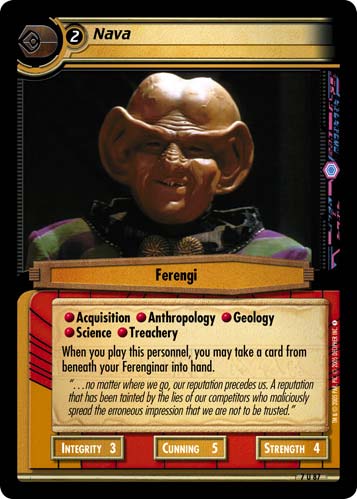 2 Nava
Ferengi
Acquisition Anthropology Geology
Science Treachery
When you play this personnel, you may take a card from
beneath your Ferenginar into hand.
"…no matter where we go, our reputation precedes us. A reputation
that has been tainted by the lies of our competitors who maliciously
spread the erroneous impression that we are not to be trusted."
INTEGRITY 3 CUNNING 5 STRENGTH 4
7 U 87